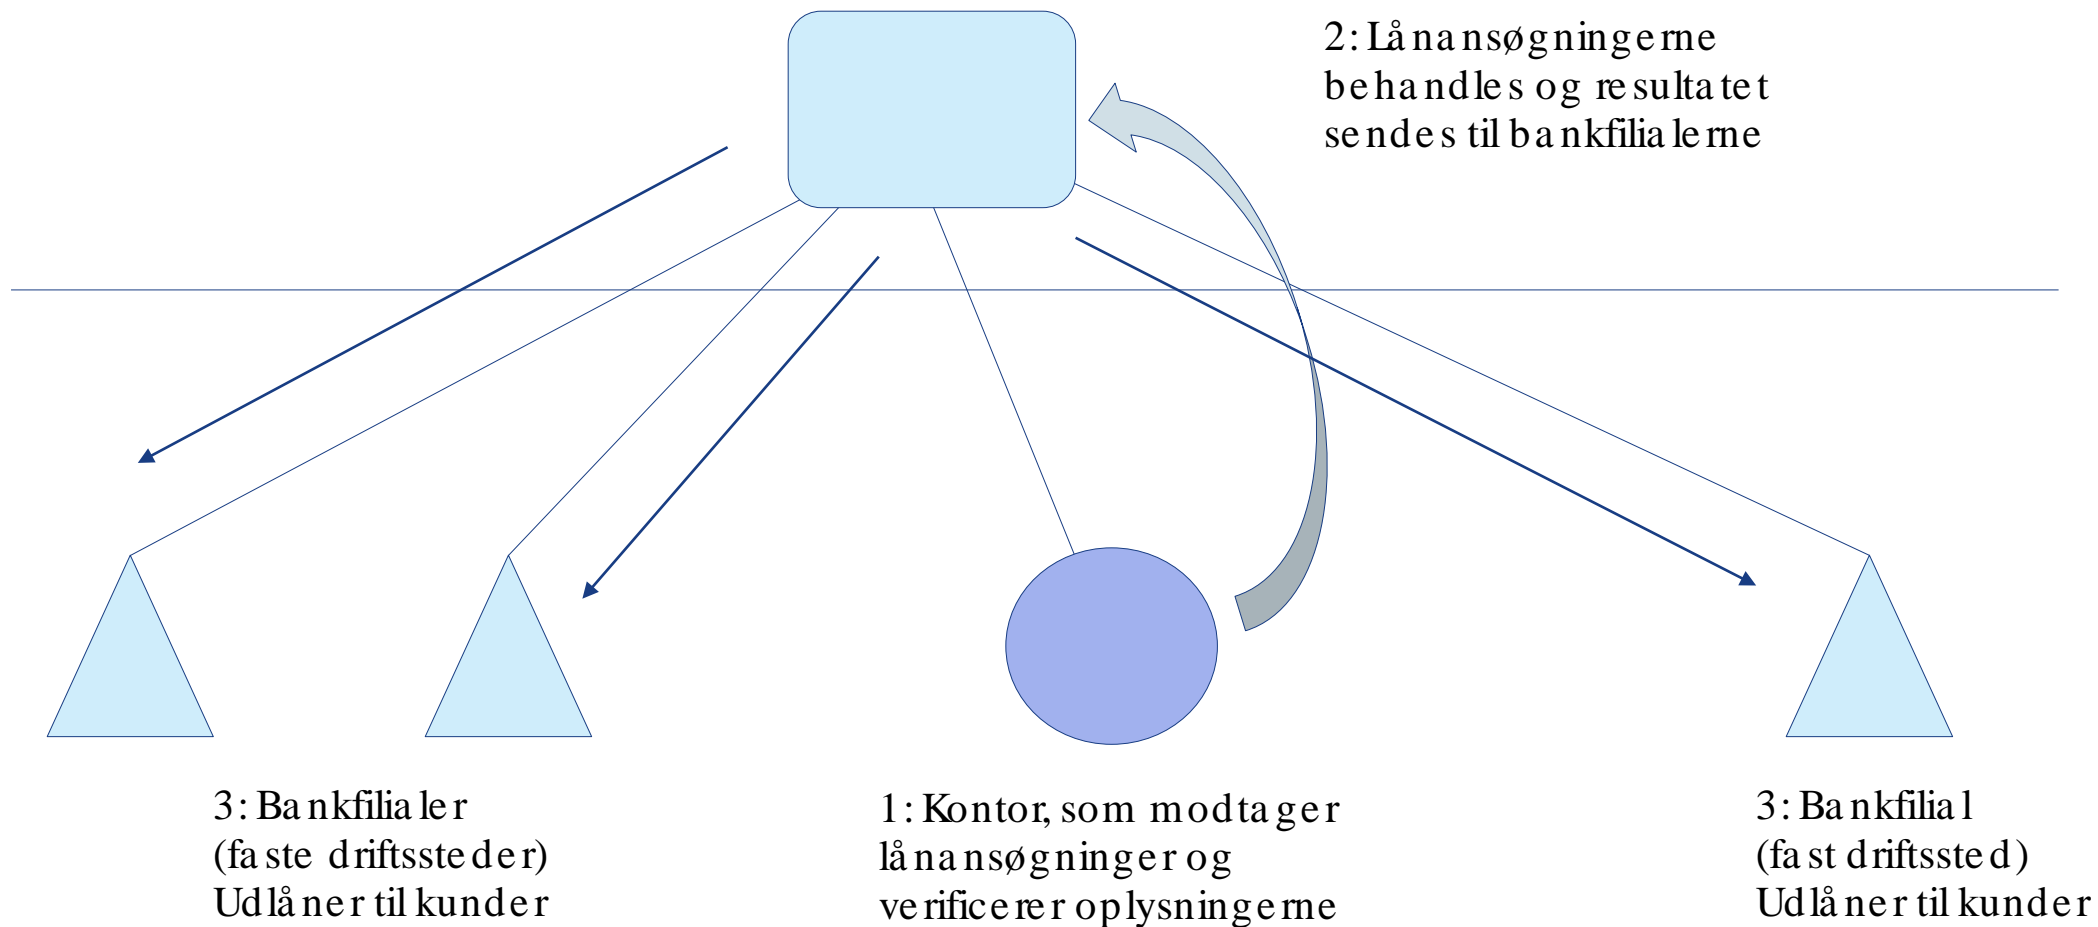 2: Lånansøgningerne
behandles og resultatet
sendes til bankfilialerne
3: Bankfilialer
(faste driftssteder)
Udlåner til kunder
1: Kontor, som modtager
lånansøgninger og
verificerer oplysningerne
3: Bankfilial
(fast driftssted)
Udlåner til kunder